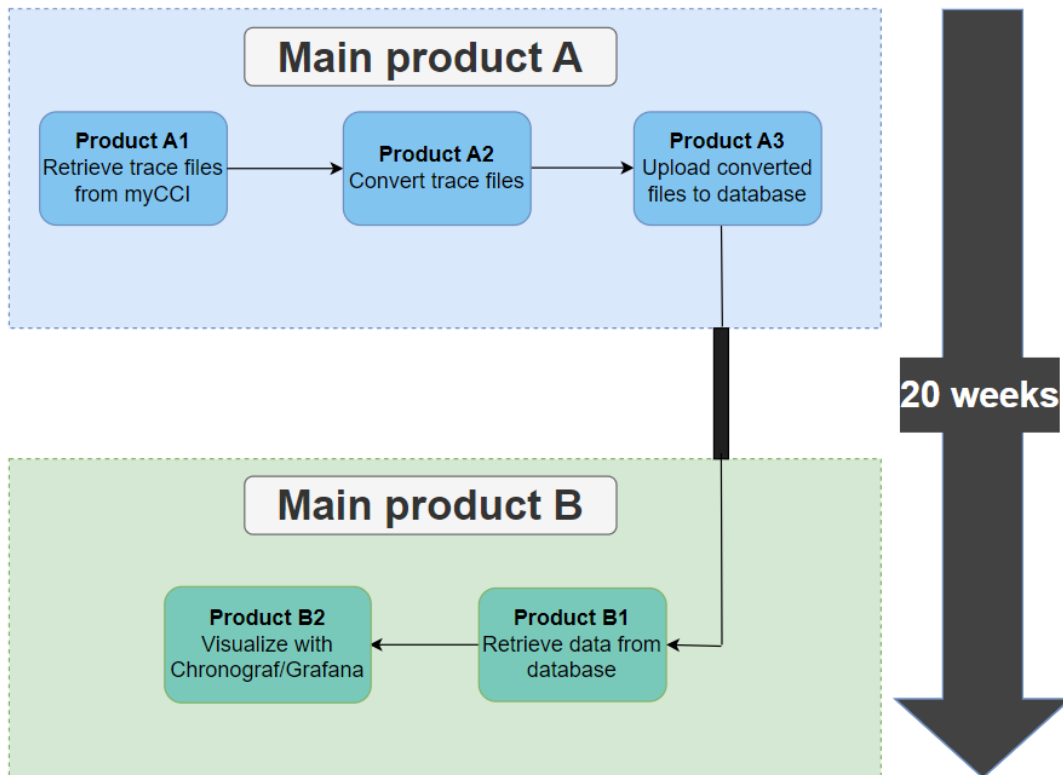 Main product A
Product A1
Retrieve trace files
from myCCI
Product A2
Convert trace files
Product A3
Upload converted
files to database
20 weeks
Main product B
Product B2
Visualize with
Chronograf/Grafana
Product B1
Retrieve data from
database